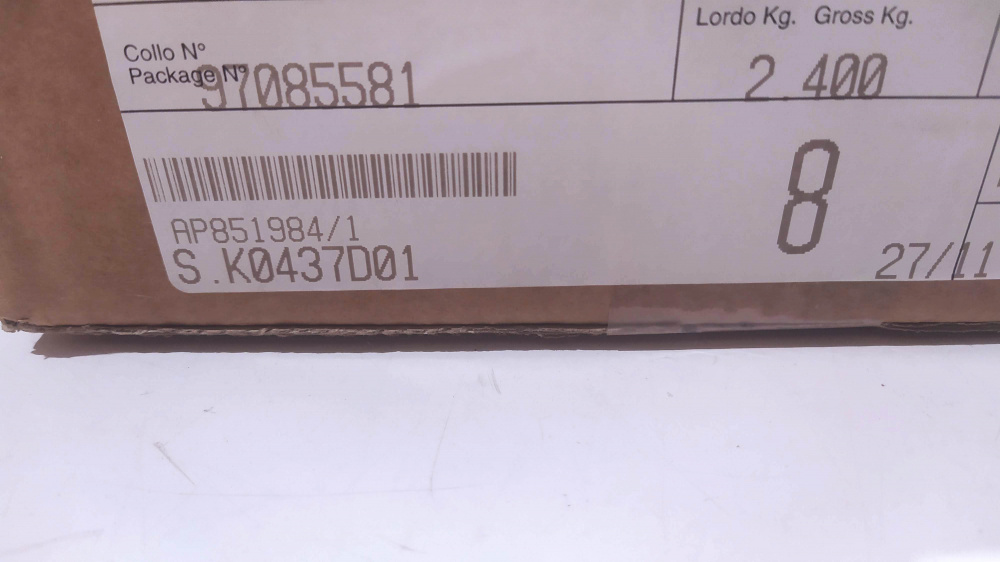 Lordo Kg. Gross Kg.
Collo N°
Package N°
97085581
2.400
8
AP851984/1
S.K0437D01
27/11